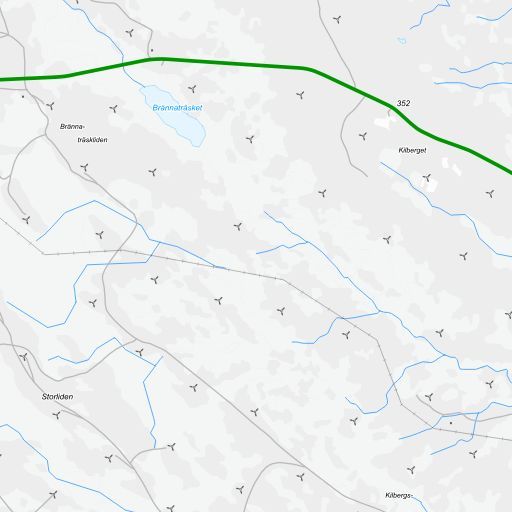 352
Brännaträsket
Bränna-
träskliden
Kilberget
Storliden
Kilbergs-